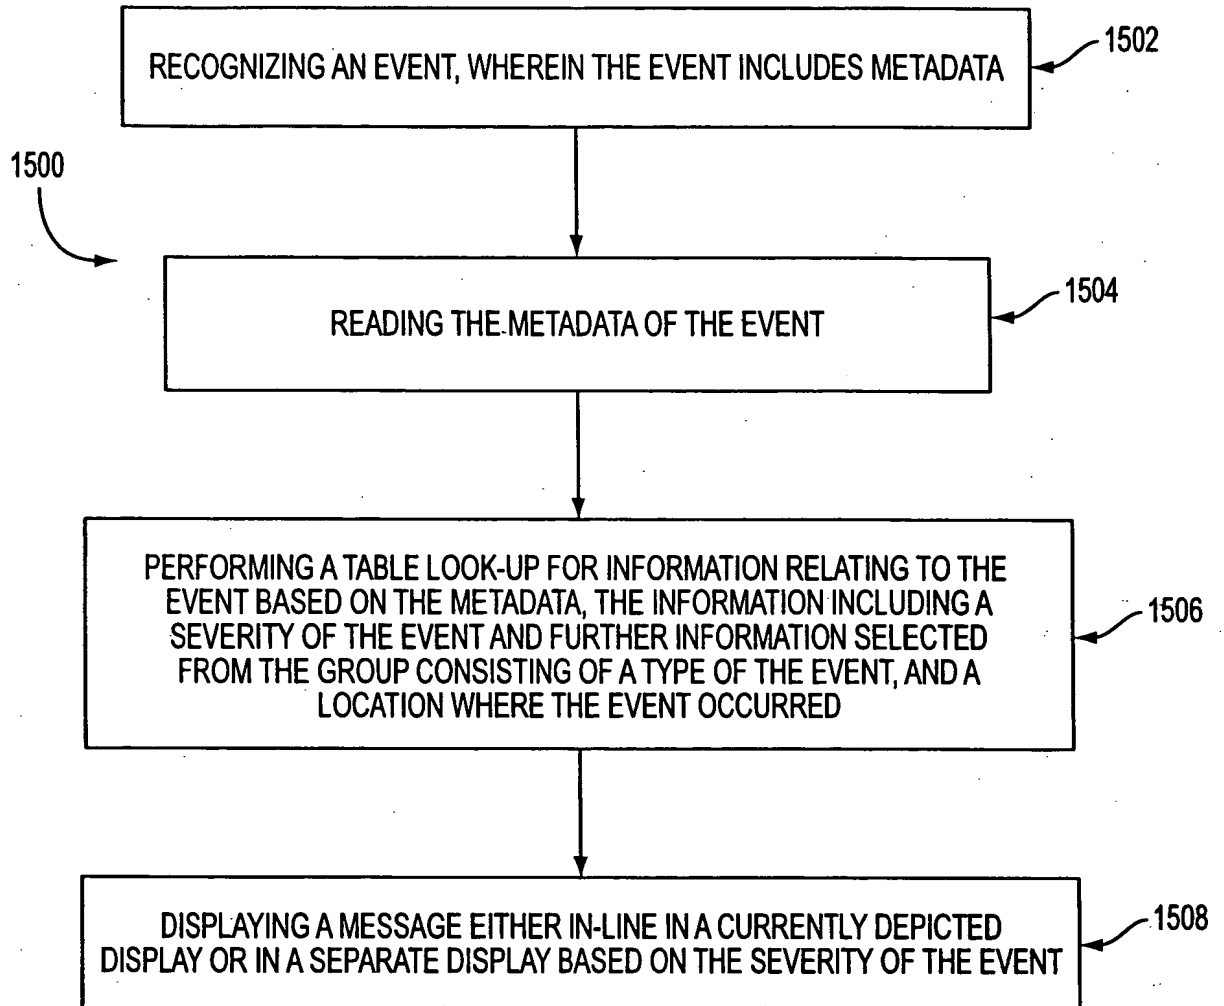 RECOGNIZING AN EVENT, WHEREIN THE EVENT INCLUDES METADATA
1502
1500
READING THE METADATA OF THE EVENT
1504
PERFORMING A TABLE LOOK-UP FOR INFORMATION RELATING TO THE
EVENT BASED ON THE METADATA, THE INFORMATION INCLUDING A
SEVERITY OF THE EVENT AND FURTHER INFORMATION SELECTED
FROM THE GROUP CONSISTING OF A TYPE OF THE EVENT, AND A
LOCATION WHERE THE EVENT OCCURRED
1506
DISPLAYING A MESSAGE EITHER IN-LINE IN A CURRENTLY DEPICTED
DISPLAY OR IN A SEPARATE DISPLAY BASED ON THE SEVERITY OF THE EVENT
1508